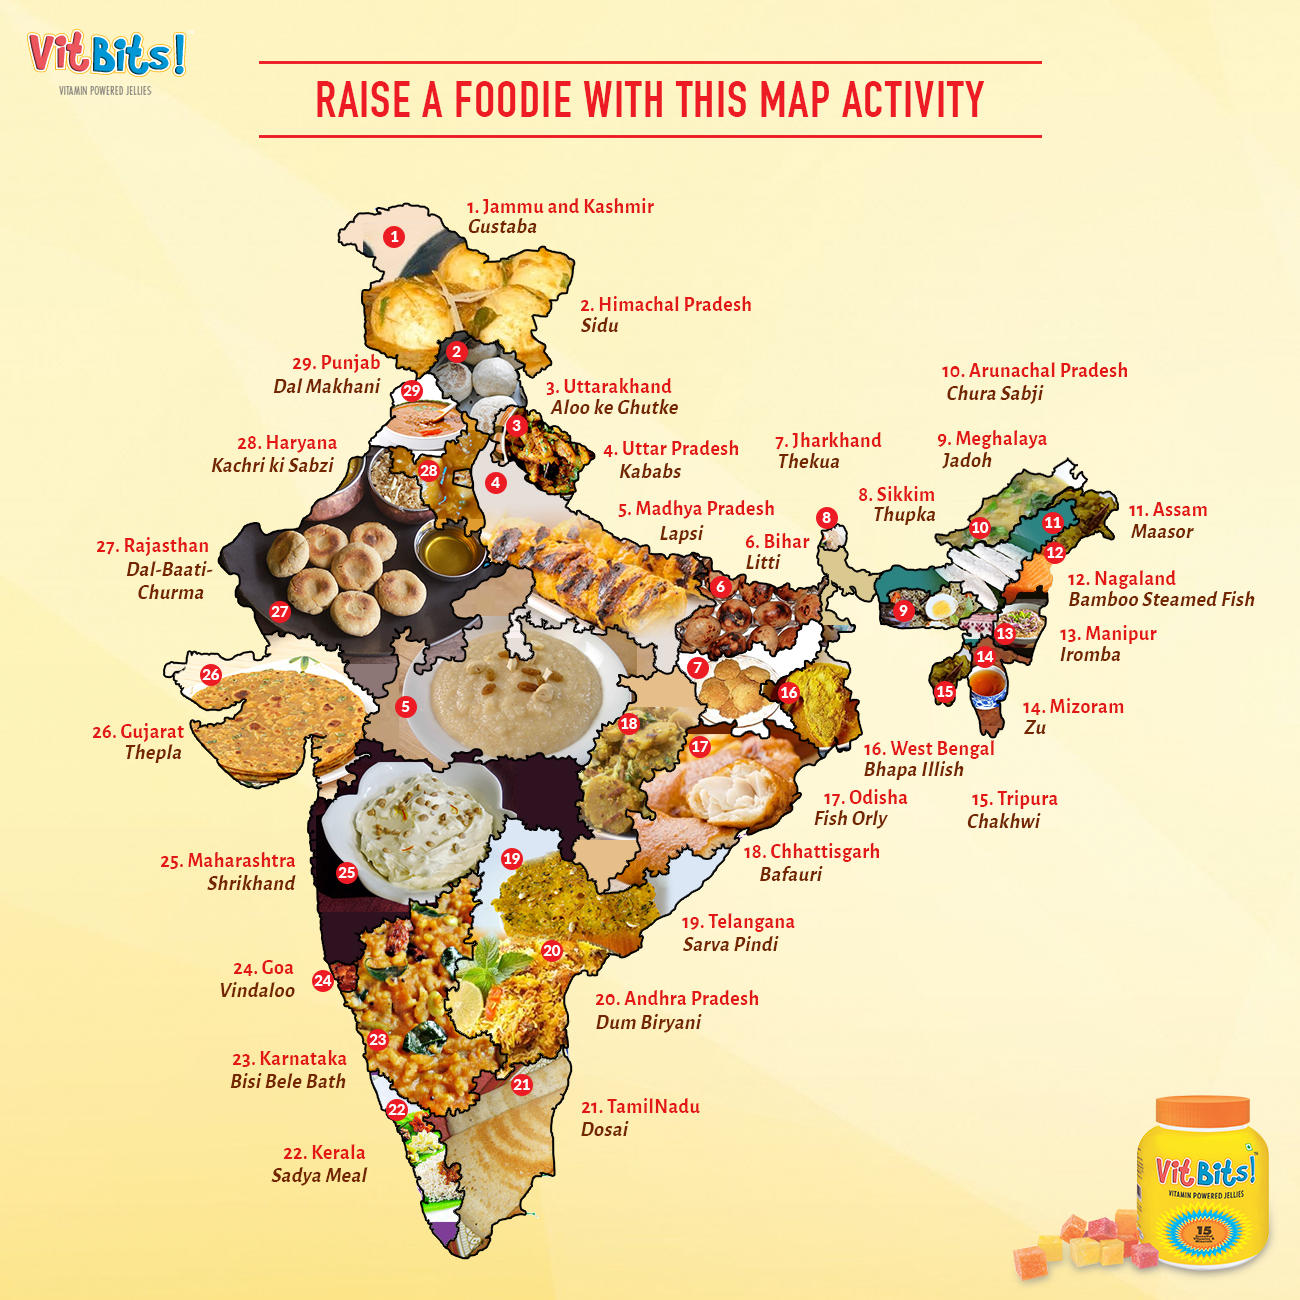 VitBits!
VITAMIN POWERED JELLIES
RAISE A FOODIE WITH THIS MAP ACTIVITY
1. Jammu and Kashmir
Gustaba
2. Himachal Pradesh
Sidu
29. Punjab
Dal Makhani
3. Uttarakhand
Aloo ke Ghutke
10. Arunachal Pradesh
Chura Sabji
28. Haryana
Kachri ki Sabzi
4. Uttar Pradesh
Kababs
7. Jharkhand
Thekua
9. Meghalaya
Jadoh
5. Madhya Pradesh
Lapsi
8. Sikkim
Thupka
11. Assam
Maasor
6. Bihar
Litti
27. Rajasthan
Dal-Baati-
Churma
12. Nagaland
Bamboo Steamed Fish
13. Manipur
Iromba
26. Gujarat
Thepla
14. Mizoram
Zu
16. West Bengal
Bhapa Illish
17. Odisha
Fish Orly
15. Tripura
Chakhwi
25. Maharashtra
Shrikhand
18. Chhattisgarh
Bafauri
19. Telangana
Sarva Pindi
24. Goa
Vindaloo
20. Andhra Pradesh
Dum Biryani
23. Karnataka
Bisi Bele Bath
21. TamilNadu
Dosai
22. Kerala
Sadya Meal
1
2
29
3
28
4
8
10
11
12
6
9
27
13
14
7
26
15
16
5
18
17
19
25
20
24
23
21
22
VitBits!
VITAMIN POWERED JELLIES
15